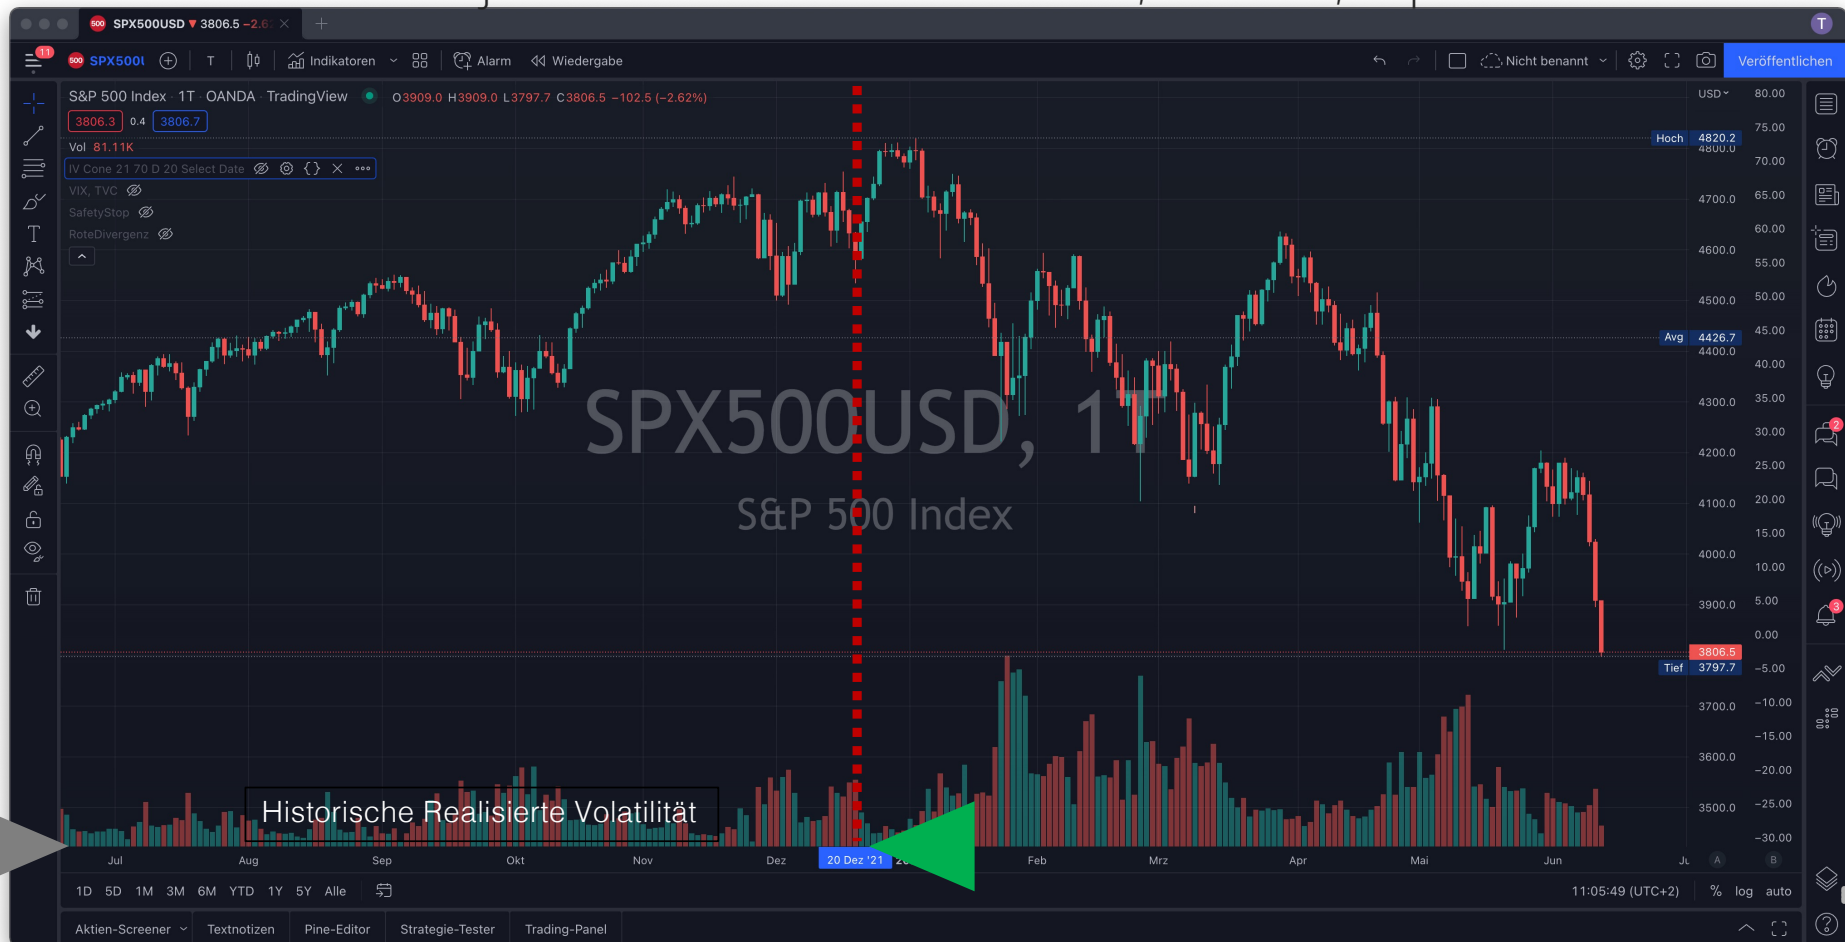 SPX500USD ▼ 3806.5 −2.6
T
11
SPX500U
T
Indikatoren
Alarm
Wiedergabe
Nicht benannt
Veröffentlichen
S&P 500 Index · 1T · OANDA · TradingView
O3909.0 H3909.0 L3797.7 C3806.5 −102.5 (−2.62%)
3806.3 0.4 3806.7
Vol 81.11K
IV Cone 21 70 D 20 Select Date
VIX, TVC
SafetyStop
RoteDivergenz
SPX500USD, 1T
S&P 500 Index
USD
Hoch 4820.2
4800.0
4700.0
4600.0
4500.0
Avg 4426.7
4400.0
4300.0
4200.0
4100.0
4000.0
3900.0
3806.5
Tief 3797.7
3700.0
3600.0
3500.0
80.00
75.00
70.00
65.00
60.00
55.00
50.00
45.00
40.00
35.00
30.00
25.00
20.00
15.00
10.00
5.00
0.00
−5.00
−10.00
−15.00
−20.00
−25.00
−30.00
2
3
Historische Realisierte Volatilität
Jul Aug Sep Okt Nov Dez 20 Dez '21 Feb Mrz Apr Mai Jun A B
1D 5D 1M 3M 6M YTD 1Y 5Y Alle
11:05:49 (UTC+2) % log auto
Aktien-Screener Textnotizen Pine-Editor Strategie-Tester Trading-Panel